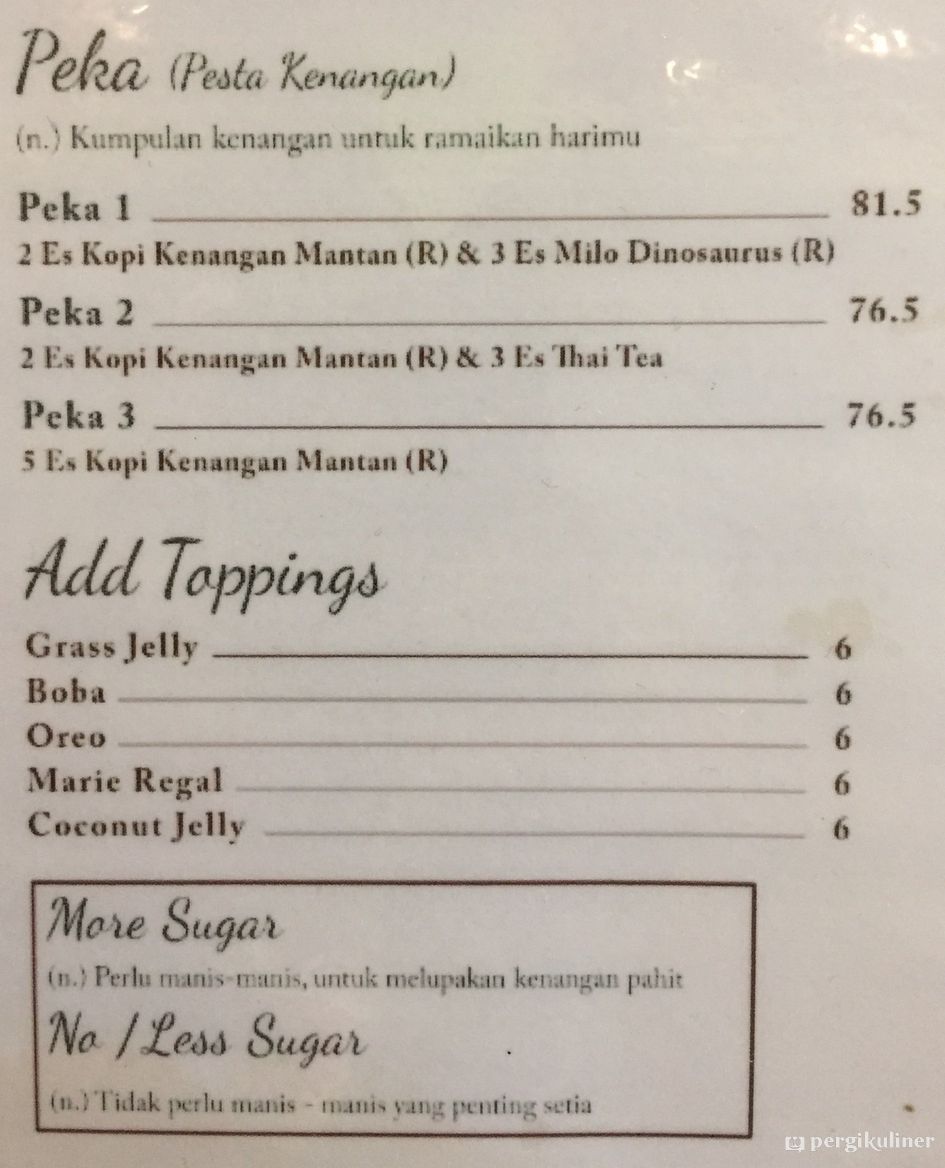 Peka (Pesta Kenangan)
(n.) Kumpulan kenangan untuk ramaikan harimu
Peka 1 81.5
2 Es Kopi Kenangan Mantan (R) & 3 Es Milo Dinosaurus (R)
Peka 2 76.5
2 Es Kopi Kenangan Mantan (R) & 3 Es Thai Tea
Peka 3 76.5
5 Es Kopi Kenangan Mantan (R)
Add Toppings
Grass Jelly 6
Boba 6
Oreo 6
Marie Regal 6
Coconut Jelly 6
More Sugar
(n.) Perlu manis-manis, untuk melupakan kenangan pahit
No / Less Sugar
(n.) Tidak perlu manis - manis yang penting setia
pergikuliner